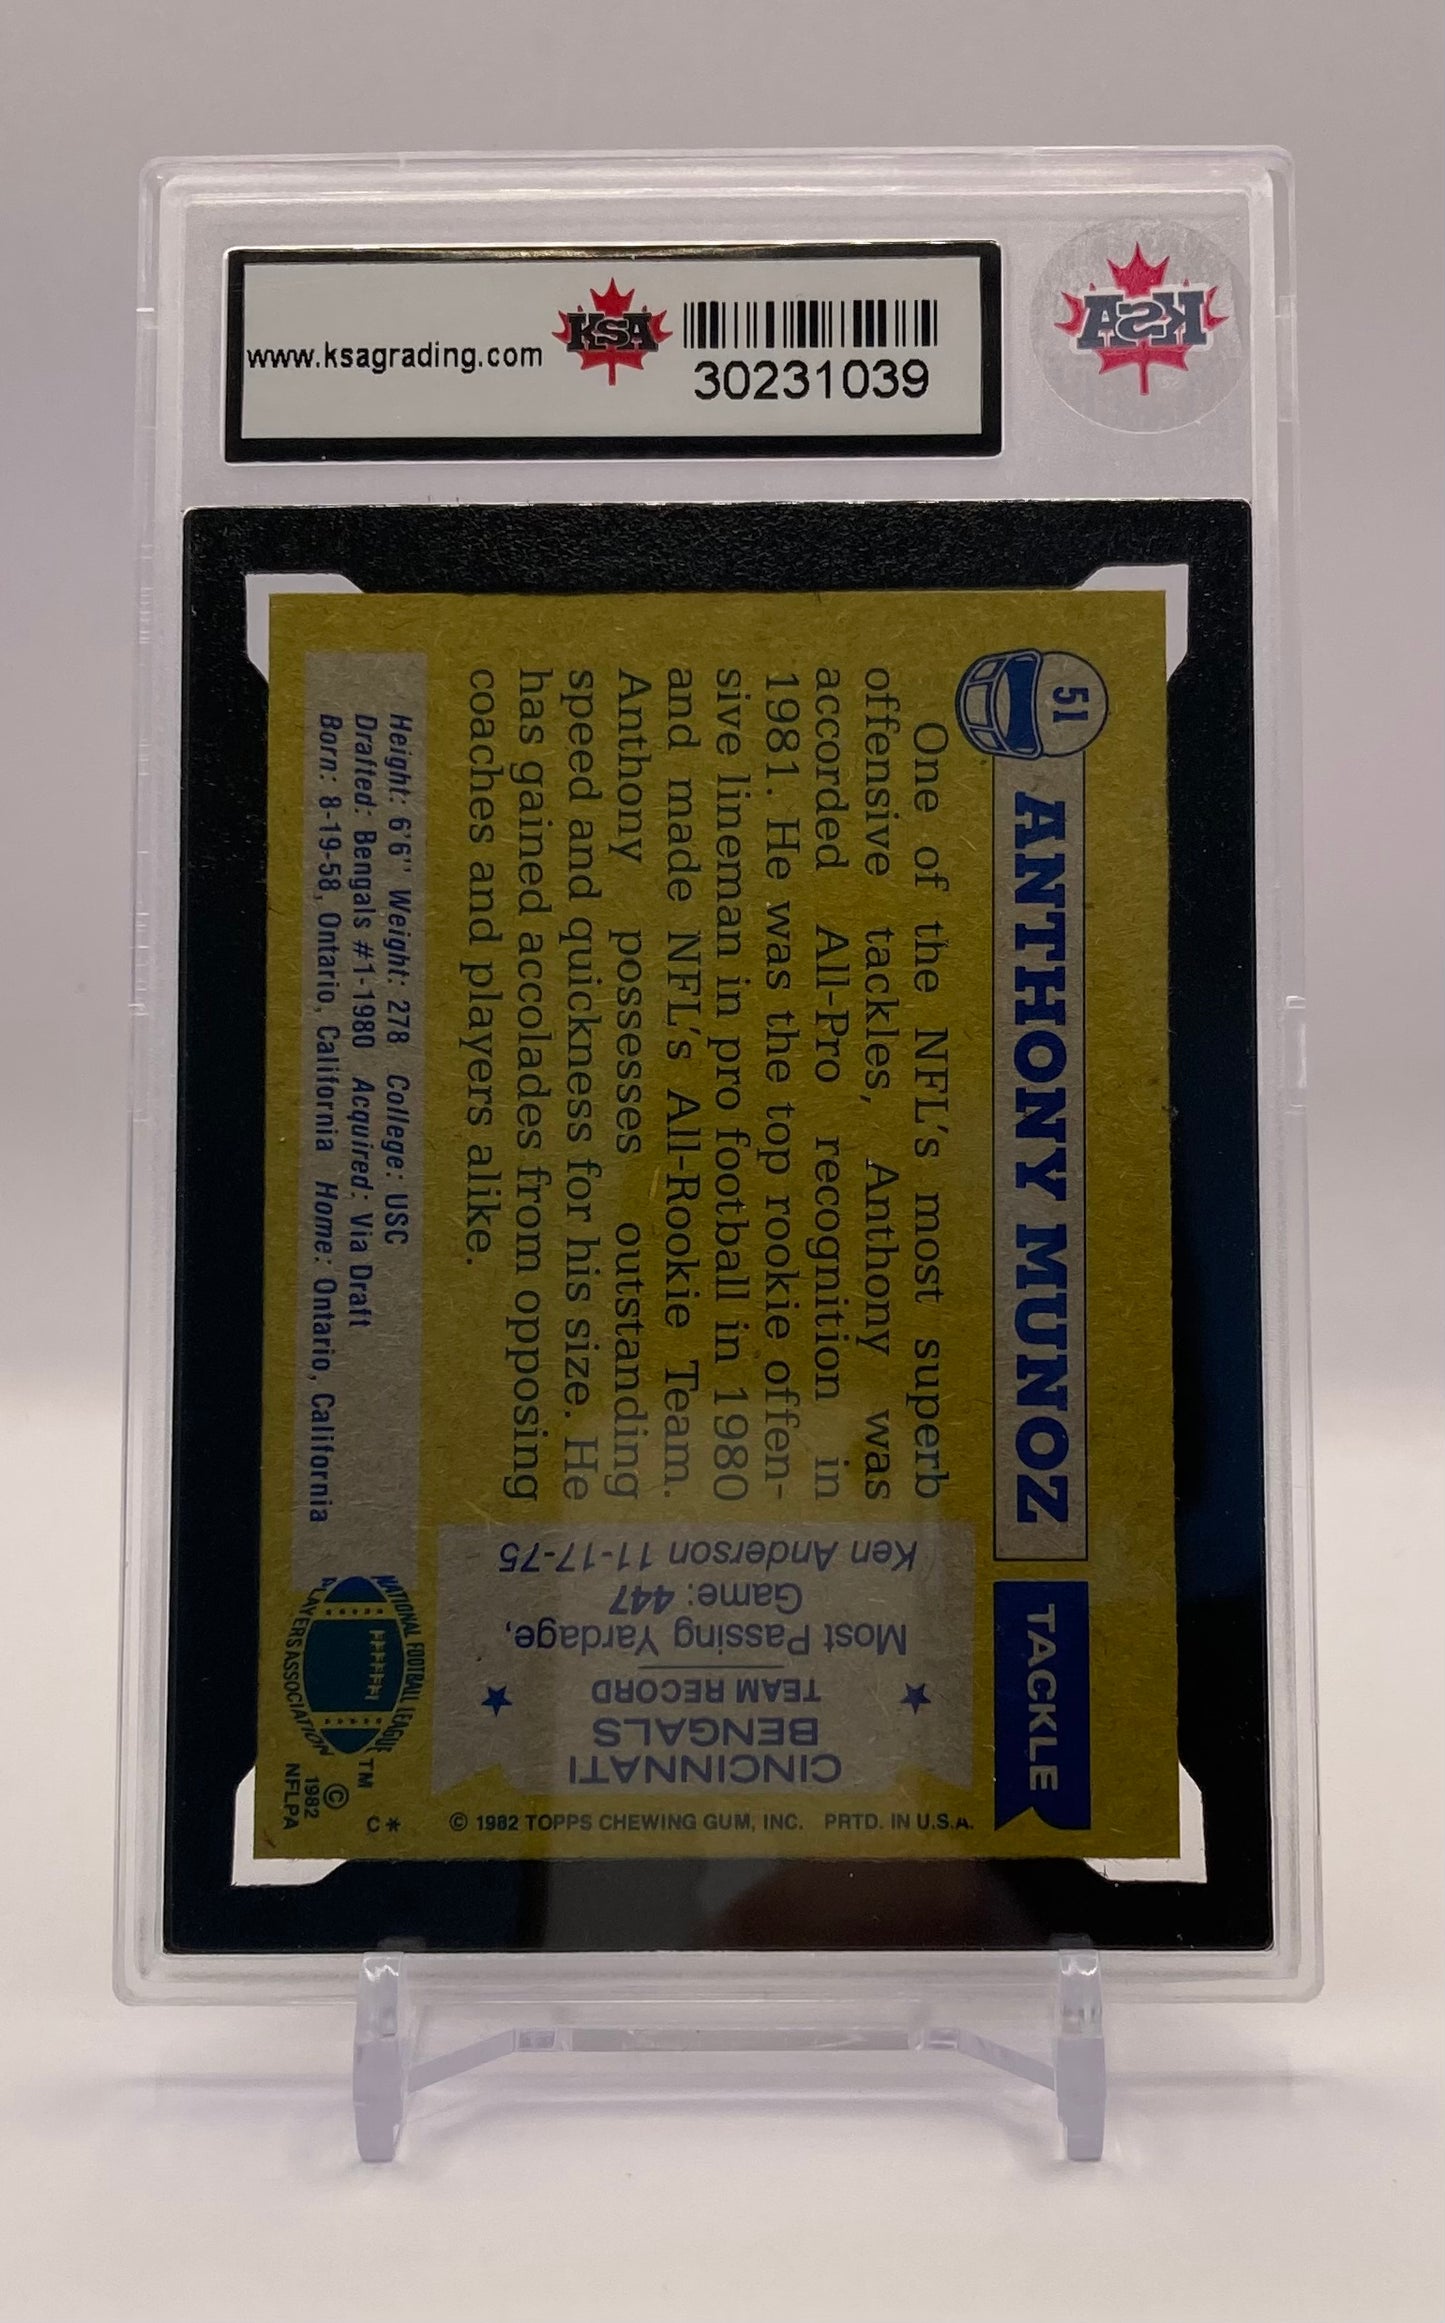 www.ksagrading.com
KSA
30231039
KSA
51
ANTHONY MUNOZ
TACKLE
One of the NFL's most superb
offensive tackles, Anthony was
accorded All-Pro recognition in
1981. He was the top rookie offen-
sive lineman in pro football in 1980
and made NFL's All-Rookie Team.
Anthony possesses outstanding
speed and quickness for his size. He
has gained accolades from opposing
coaches and players alike.
Height: 6'6" Weight: 278 College: USC
Drafted: Bengals #1-1980 Acquired: Via Draft
Born: 8-19-58, Ontario, California Home: Ontario, California
CINCINNATI
BENGALS
TEAM RECORD
Most Passing Yardage,
Game: 447
Ken Anderson 11-17-75
NATIONAL FOOTBALL LEAGUE
PLAYERS ASSOCIATION
TM
©
1982
NFLPA
C*
© 1982 TOPPS CHEWING GUM, INC. PRTD. IN U.S.A.